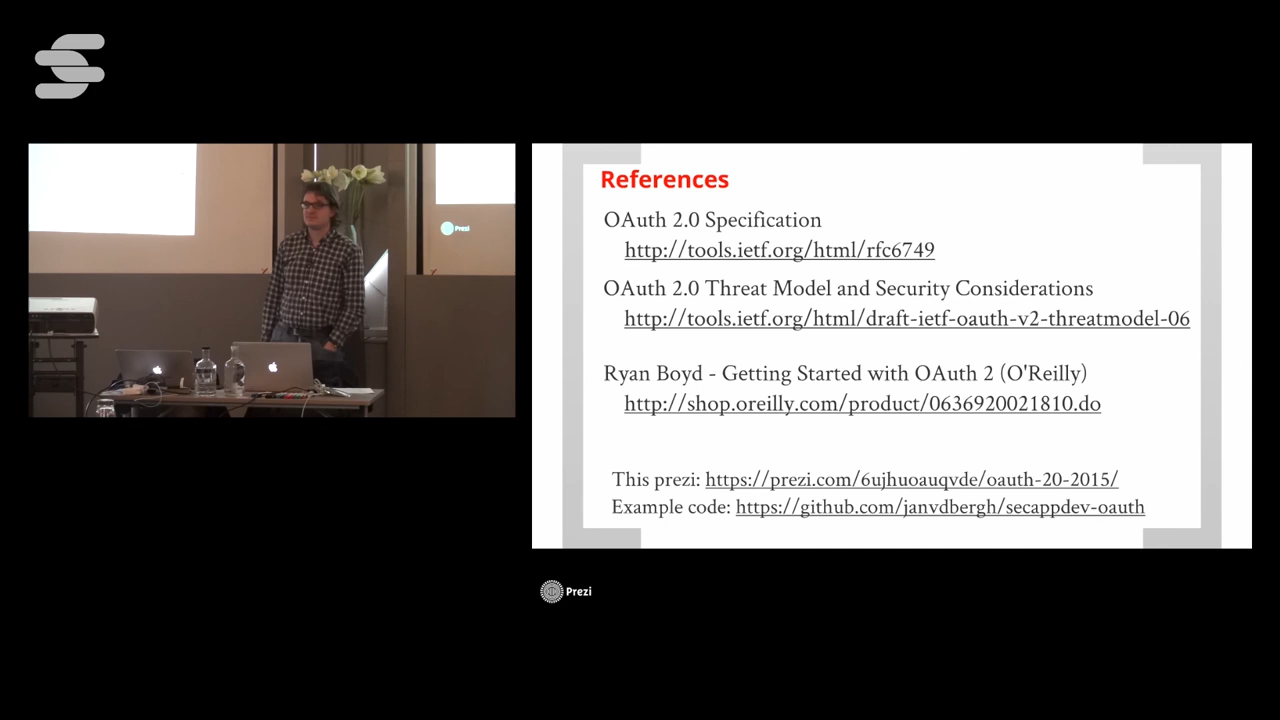 References
OAuth 2.0 Specification
http://tools.ietf.org/html/rfc6749
OAuth 2.0 Threat Model and Security Considerations
http://tools.ietf.org/html/draft-ietf-oauth-v2-threatmodel-06
Ryan Boyd - Getting Started with OAuth 2 (O'Reilly)
http://shop.oreilly.com/product/0636920021810.do
This prezi: https://prezi.com/6ujhuoauqvde/oauth-20-2015/
Example code: https://github.com/janvdbergh/secappdev-oauth
Prezi
Prezi